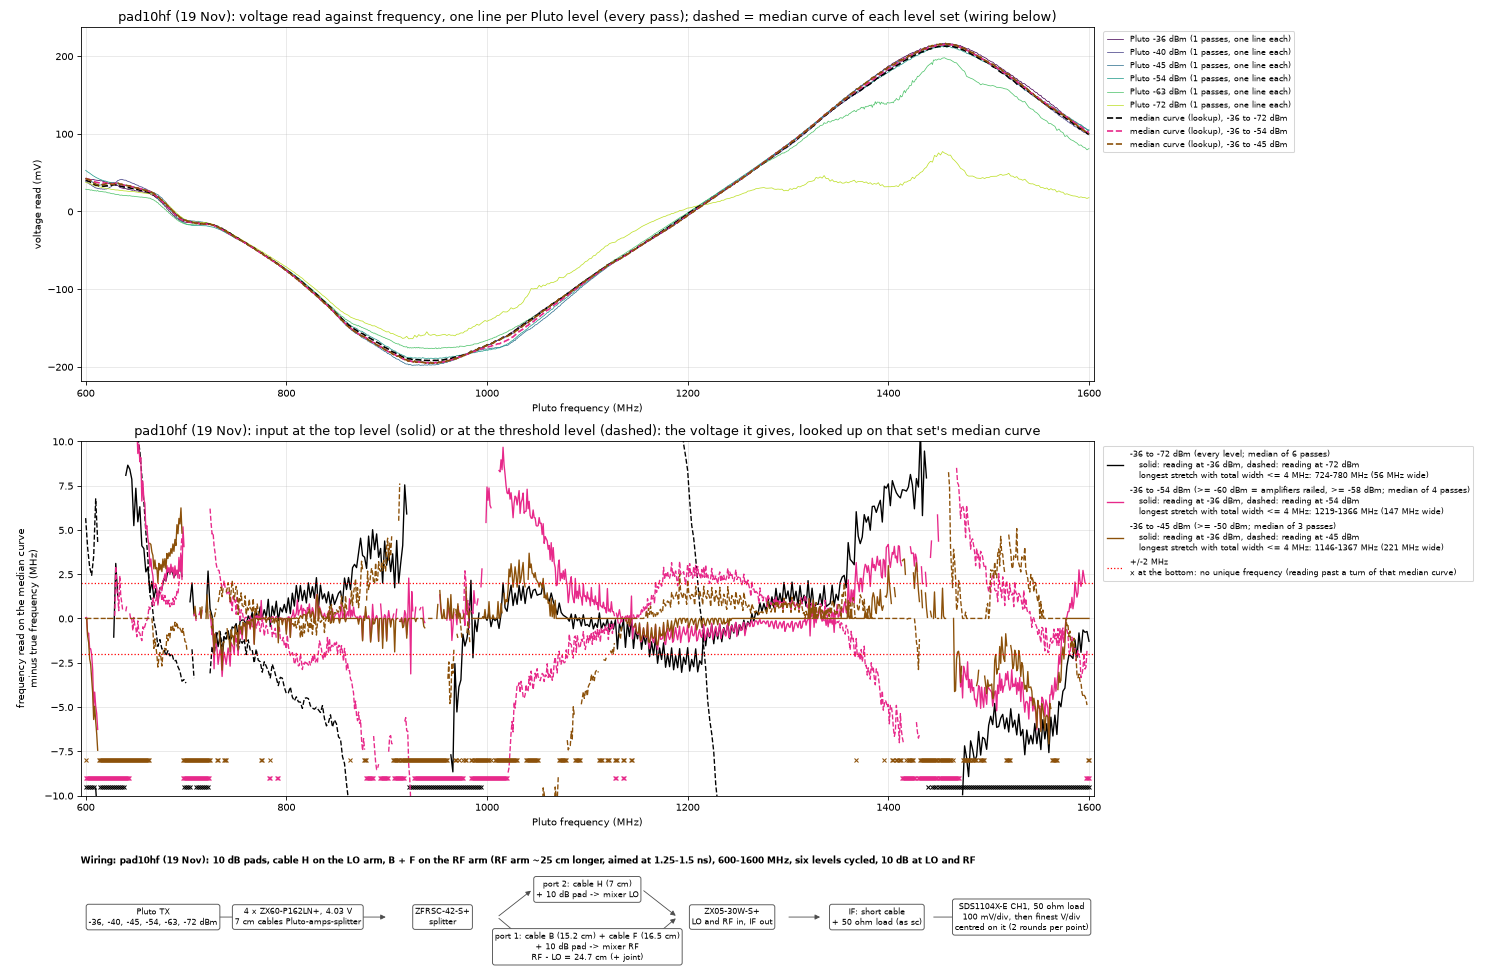 pad10hf (19 Nov): voltage read against frequency, one line per Pluto level (every pass); dashed = median curve of each level set (wiring below)
voltage read (mV)
200
100
0
−100
−200
600
800
1000
1200
1400
1600
Pluto frequency (MHz)
Pluto -36 dBm (1 passes, one line each)
Pluto -40 dBm (1 passes, one line each)
Pluto -45 dBm (1 passes, one line each)
Pluto -54 dBm (1 passes, one line each)
Pluto -63 dBm (1 passes, one line each)
Pluto -72 dBm (1 passes, one line each)
median curve (lookup), -36 to -72 dBm
median curve (lookup), -36 to -54 dBm
median curve (lookup), -36 to -45 dBm
pad10hf (19 Nov): input at the top level (solid) or at the threshold level (dashed): the voltage it gives, looked up on that set's median curve
frequency read on the median curve
minus true frequency (MHz)
10.0
7.5
5.0
2.5
0.0
−2.5
−5.0
−7.5
−10.0
600
800
1000
1200
1400
1600
Pluto frequency (MHz)
-36 to -72 dBm (every level; median of 6 passes)
solid: reading at -36 dBm, dashed: reading at -72 dBm
longest stretch with total width <= 4 MHz: 724-780 MHz (56 MHz wide)
-36 to -54 dBm (>= -60 dBm = amplifiers railed, >= -58 dBm; median of 4 passes)
solid: reading at -36 dBm, dashed: reading at -54 dBm
longest stretch with total width <= 4 MHz: 1219-1366 MHz (147 MHz wide)
-36 to -45 dBm (>= -50 dBm; median of 3 passes)
solid: reading at -36 dBm, dashed: reading at -45 dBm
longest stretch with total width <= 4 MHz: 1146-1367 MHz (221 MHz wide)
+/-2 MHz
x at the bottom: no unique frequency (reading past a turn of that median curve)
Wiring: pad10hf (19 Nov): 10 dB pads, cable H on the LO arm, B + F on the RF arm (RF arm ~25 cm longer, aimed at 1.25-1.5 ns), 600-1600 MHz, six levels cycled, 10 dB at LO and RF
Pluto TX
-36, -40, -45, -54, -63, -72 dBm
4 x ZX60-P162LN+, 4.03 V
7 cm cables Pluto-amps-splitter
ZFRSC-42-S+
splitter
port 2: cable H (7 cm)
+ 10 dB pad -> mixer LO
port 1: cable B (15.2 cm) + cable F (16.5 cm)
+ 10 dB pad -> mixer RF
RF - LO = 24.7 cm (+ joint)
ZX05-30W-S+
LO and RF in, IF out
IF: short cable
+ 50 ohm load (as sc)
SDS1104X-E CH1, 50 ohm load
100 mV/div, then finest V/div
centred on it (2 rounds per point)